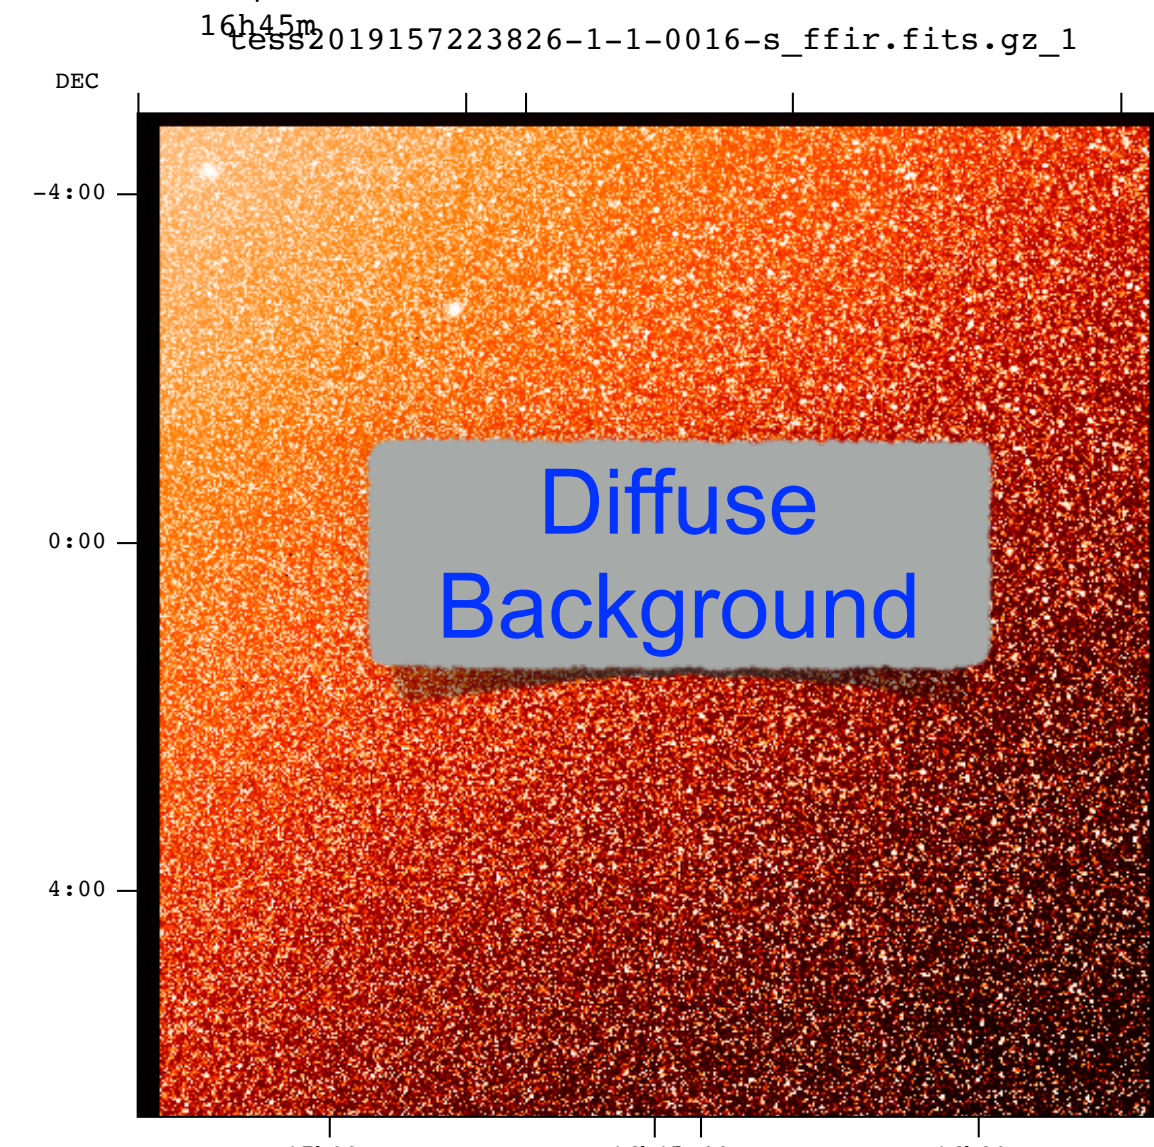 16h45m
tess2019157223826-1-1-0016-s_ffir.fits.gz_1
DEC
-4:00
0:00
4:00
Diffuse
Background